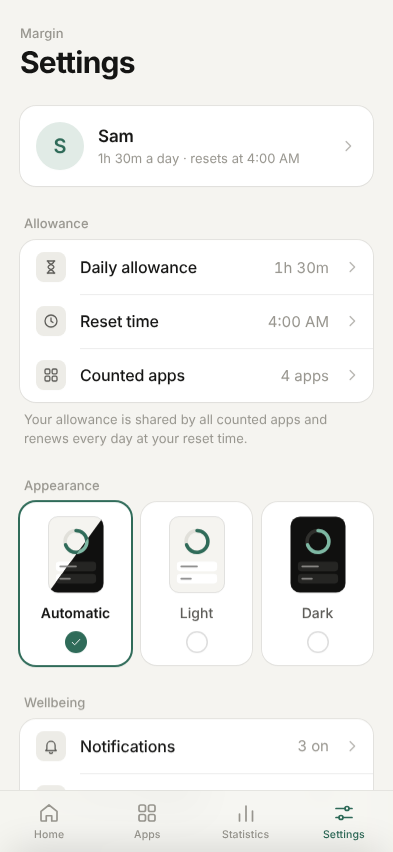 Margin
Settings
S
Sam
1h 30m a day · resets at 4:00 AM
Allowance
Daily allowance 1h 30m
Reset time 4:00 AM
Counted apps 4 apps
Your allowance is shared by all counted apps and
renews every day at your reset time.
Appearance
Automatic Light Dark
Wellbeing
Notifications 3 on
Home Apps Statistics Settings